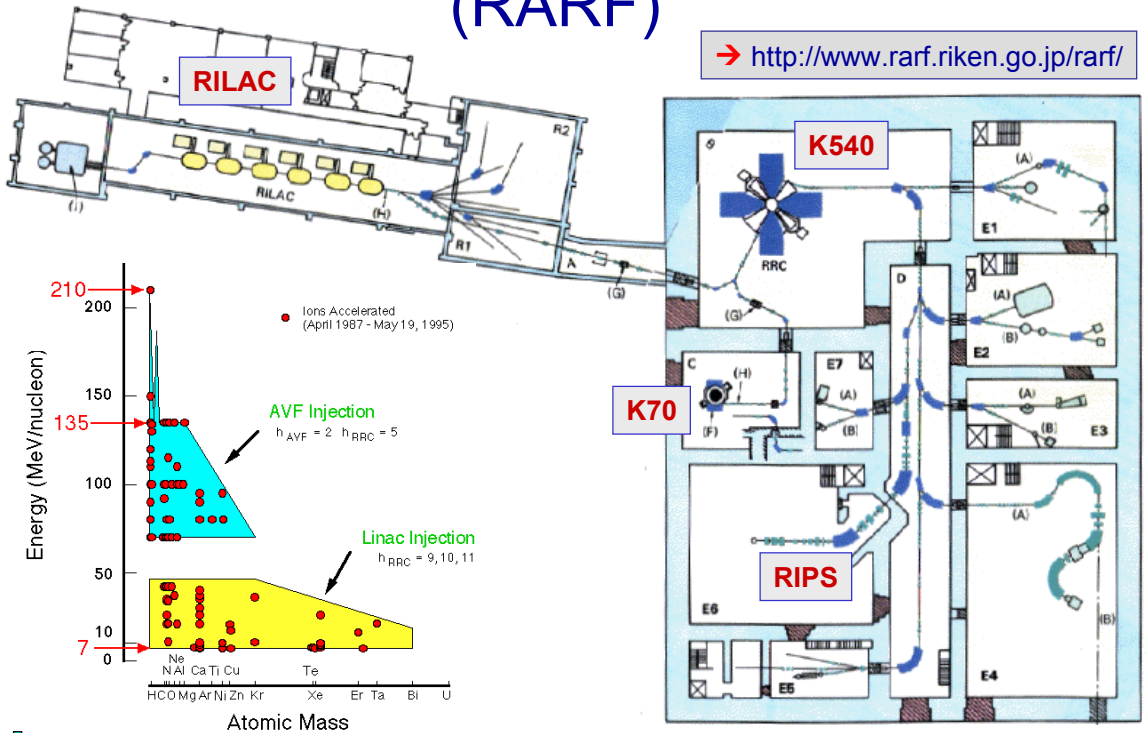 (RARF)
RILAC
→ http://www.rarf.riken.go.jp/rarf/
R2
RILAC
(I)
(H)
R1
A
(G)
S
K540
RRC
(G)
(A)
E1
D
(A)
(B)
E2
C
(H)
(F)
K70
E7
(A)
(B)
(A)
(B)
E3
RIPS
E6
E5
(A)
(B)
E4
Ions Accelerated
(April 1987 - May 19, 1995)
210
200
150
135
100
50
10
7
0
Energy (MeV/nucleon)
AVF Injection
h AVF = 2 h RRC = 5
Linac Injection
h RRC = 9, 10, 11
Ne
N Al Ca Ti Cu Te
H C O Mg Ar Ni Zn Kr Xe Er Ta Bi U
Atomic Mass